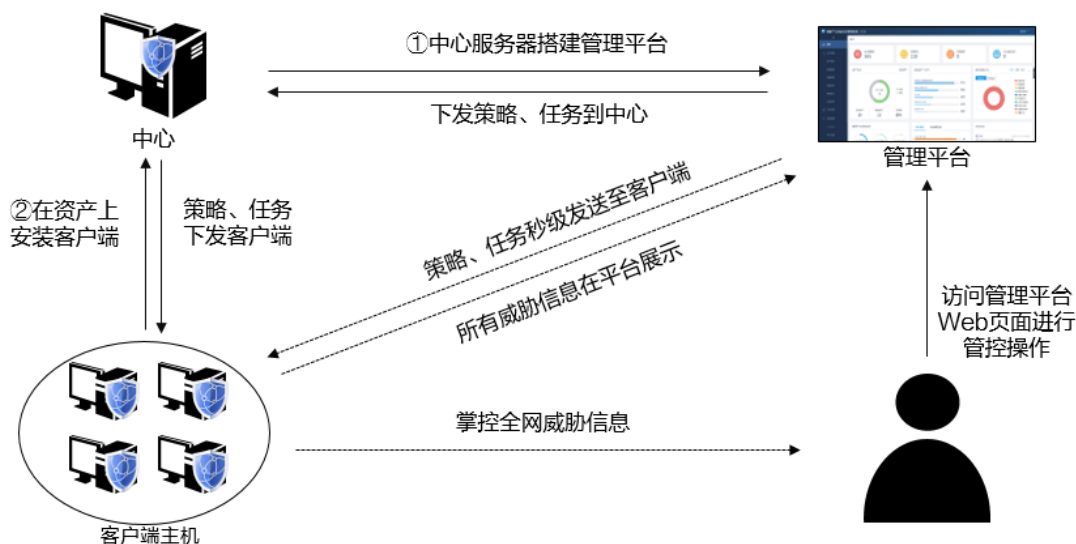 ①中心服务器搭建管理平台
下发策略、任务到中心
中心
管理平台
②在资产上
安装客户端
策略、任务
下发客户端
策略、任务秒级发送至客户端
所有威胁信息在平台展示
访问管理平台
Web页面进行
管控操作
掌控全网威胁信息
客户端主机